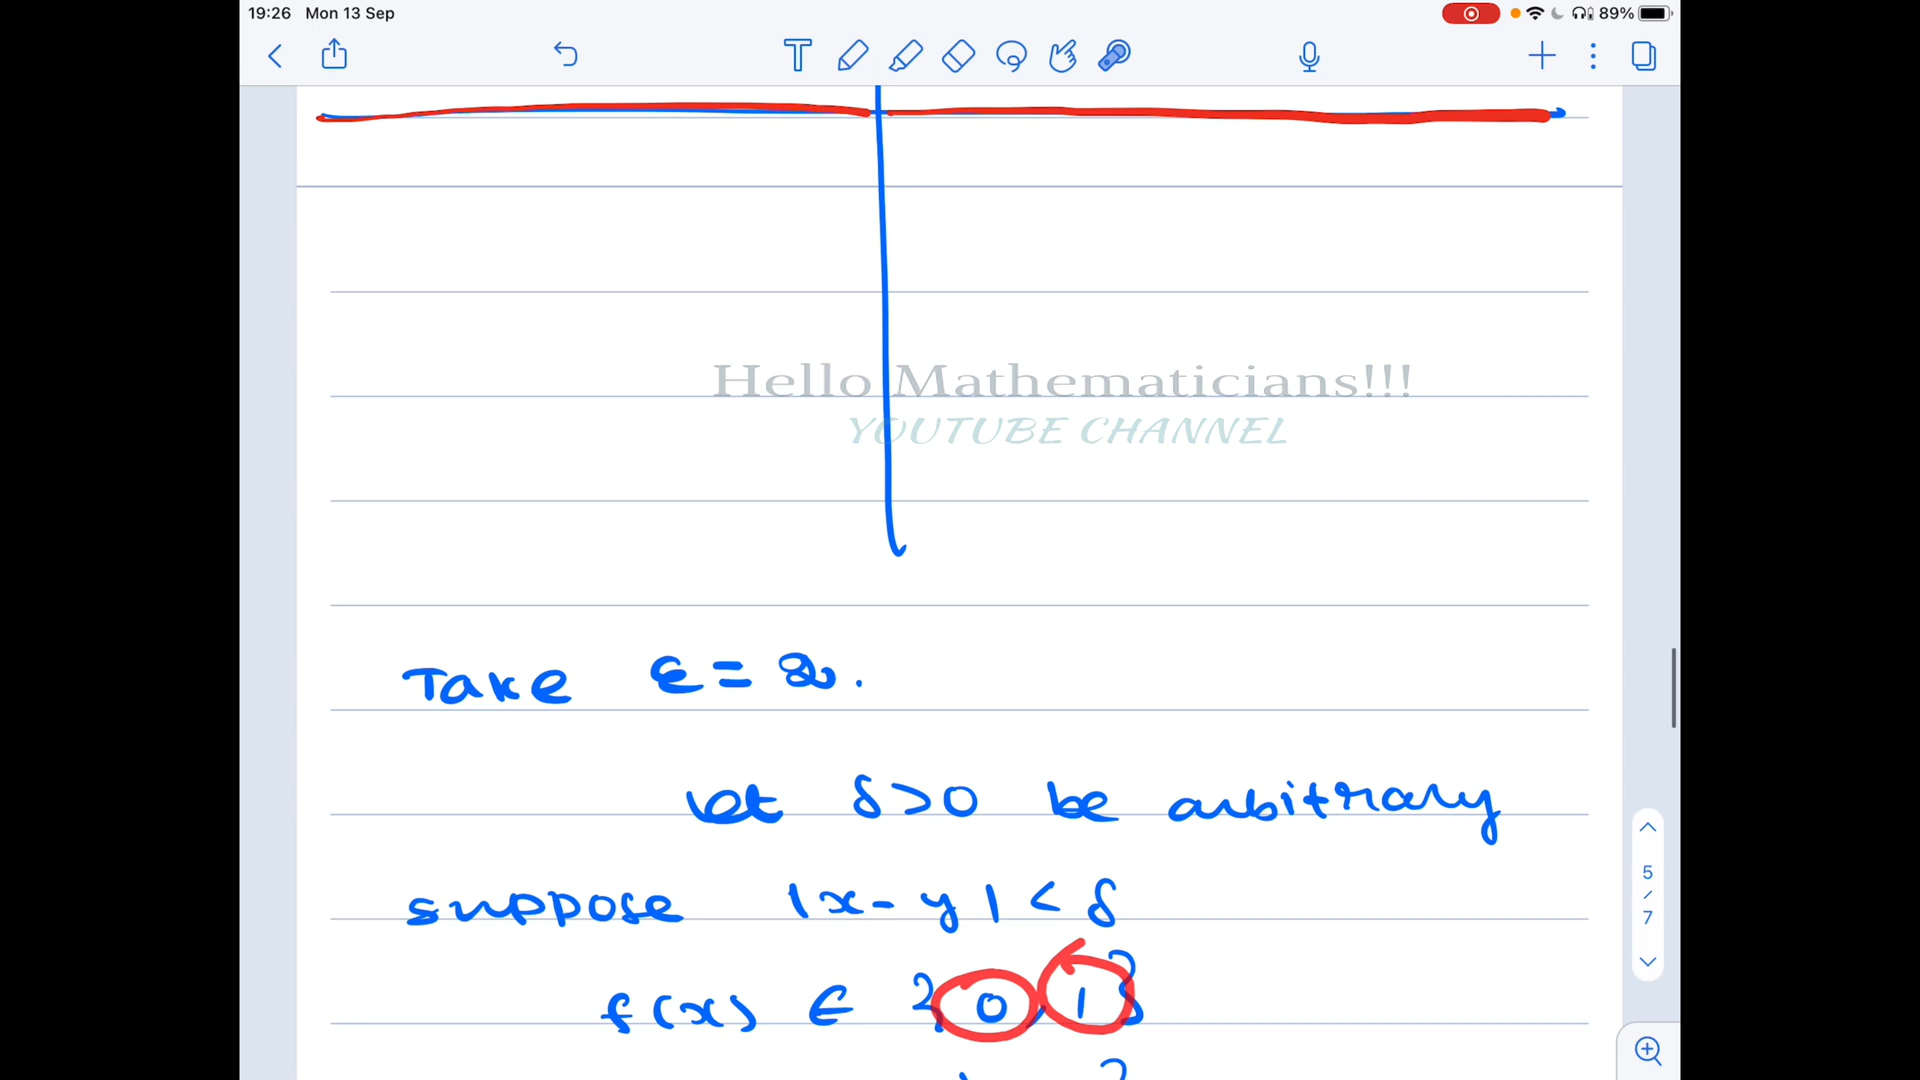 19:26 Mon 13 Sep
89%
T
Hello Mathematicians!!!
YOUTUBE CHANNEL
Take ε = 2.
let δ>0 be arbitrary
suppose |x-y| < δ
f(x) ∈ {0, 1}
5
/
7